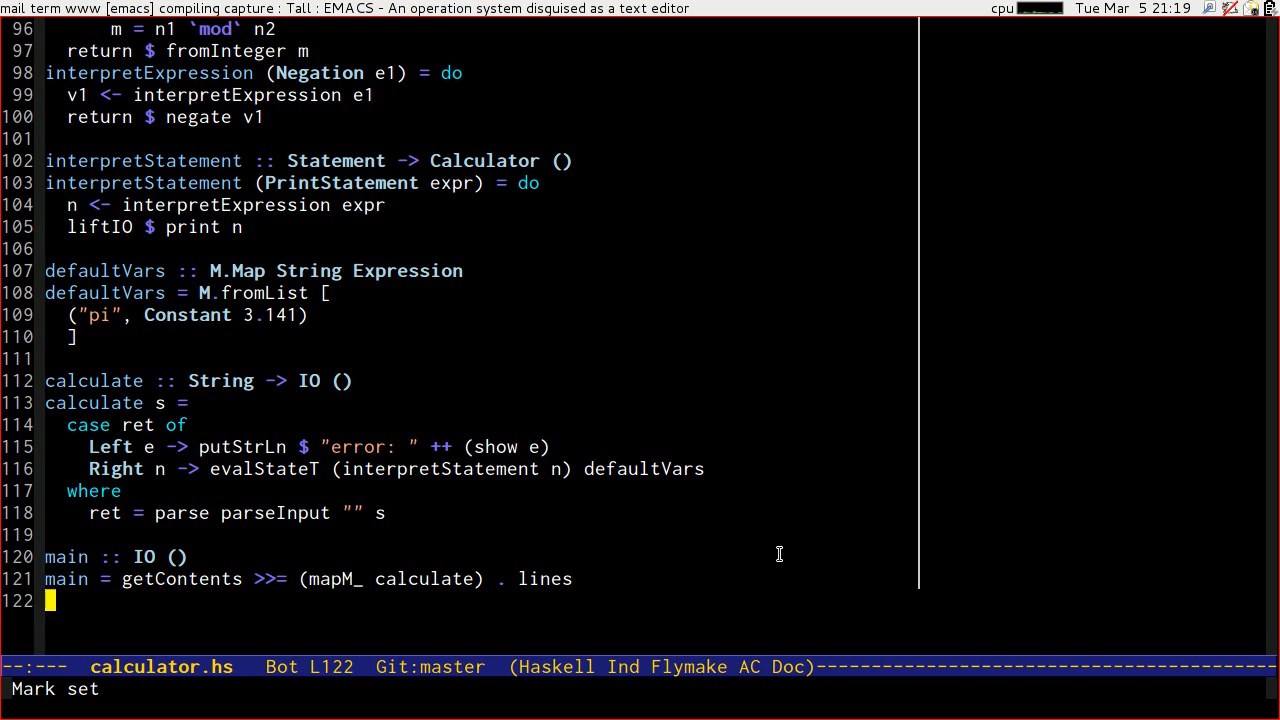 mail term www [emacs] compiling capture : Tall : EMACS - An operation system disguised as a text editor cpu Tue Mar 5 21:19
96 m = n1 `mod` n2
97 return $ fromInteger m
98 interpretExpression (Negation e1) = do
99 v1 <- interpretExpression e1
100 return $ negate v1
101
102 interpretStatement :: Statement -> Calculator ()
103 interpretStatement (PrintStatement expr) = do
104 n <- interpretExpression expr
105 liftIO $ print n
106
107 defaultVars :: M.Map String Expression
108 defaultVars = M.fromList [
109 ("pi", Constant 3.141)
110 ]
111
112 calculate :: String -> IO ()
113 calculate s =
114 case ret of
115 Left e -> putStrLn $ "error: " ++ (show e)
116 Right n -> evalStateT (interpretStatement n) defaultVars
117 where
118 ret = parse parseInput "" s
119
120 main :: IO ()
121 main = getContents >>= (mapM_ calculate) . lines
122
--:--- calculator.hs Bot L122 Git:master (Haskell Ind Flymake AC Doc)---------------------------------------
Mark set